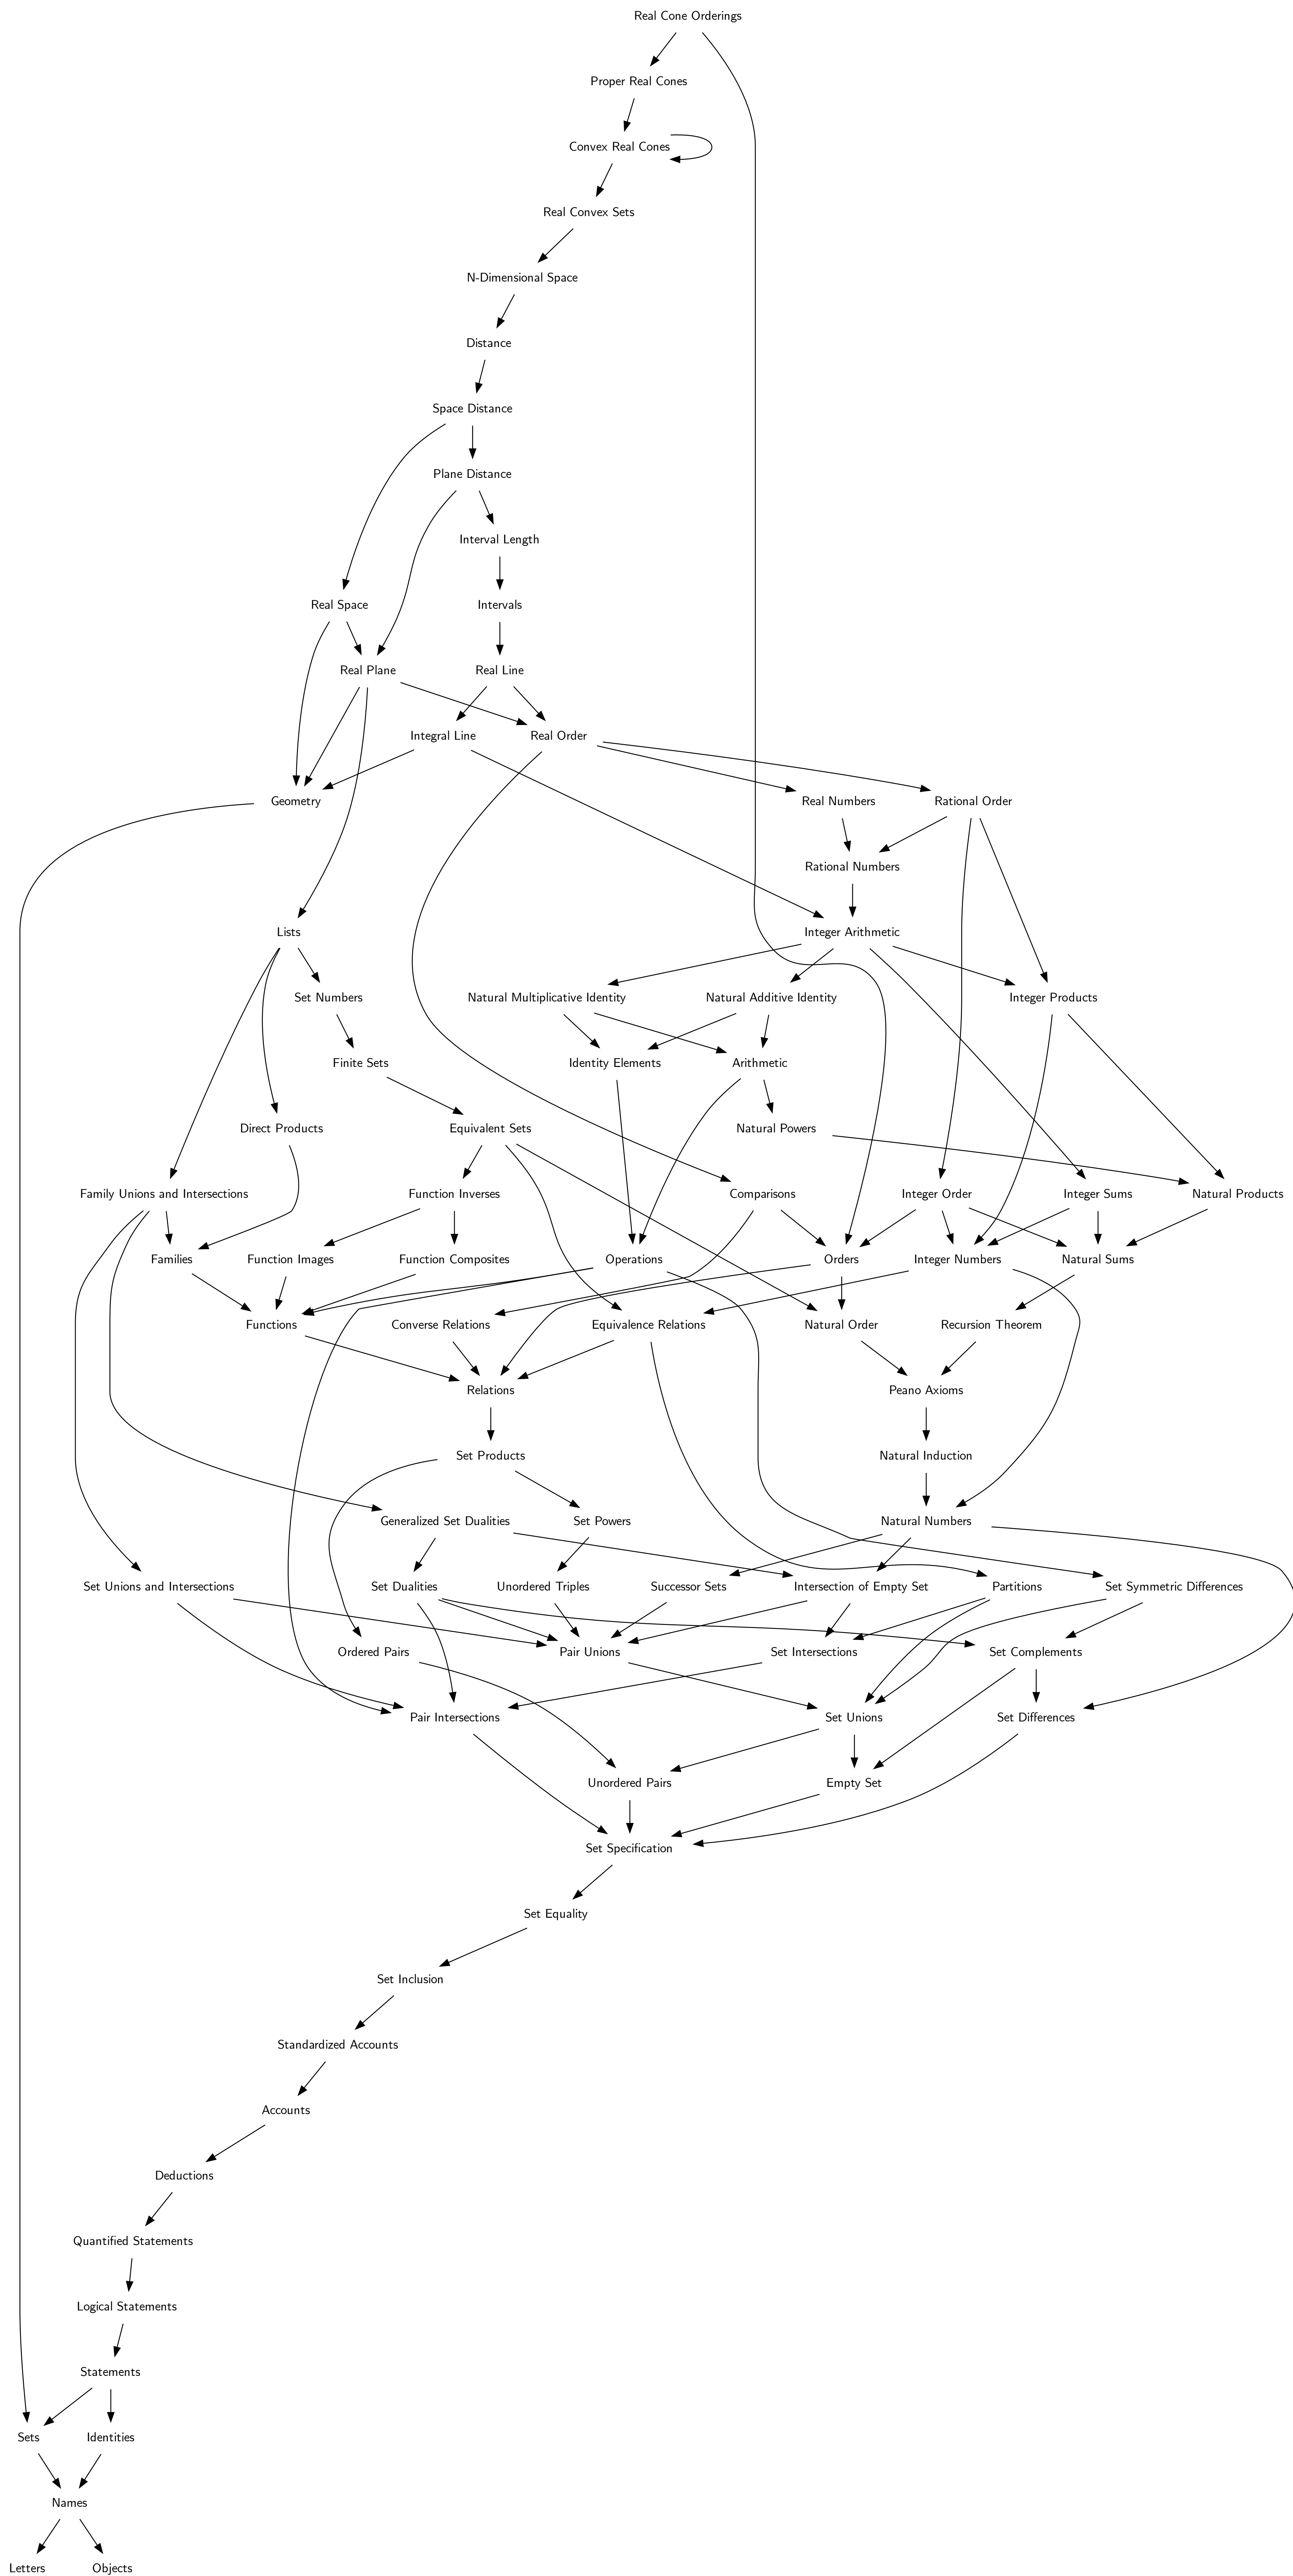 Real Cone Orderings
Proper Real Cones
Convex Real Cones
Real Convex Sets
N-Dimensional Space
Distance
Space Distance
Plane Distance
Interval Length
Real Space
Intervals
Real Plane
Real Line
Integral Line
Real Order
Geometry
Real Numbers
Rational Order
Rational Numbers
Lists
Integer Arithmetic
Set Numbers
Natural Multiplicative Identity
Natural Additive Identity
Integer Products
Finite Sets
Identity Elements
Arithmetic
Direct Products
Equivalent Sets
Natural Powers
Family Unions and Intersections
Function Inverses
Comparisons
Integer Order
Integer Sums
Natural Products
Families
Function Images
Function Composites
Operations
Orders
Integer Numbers
Natural Sums
Functions
Converse Relations
Equivalence Relations
Natural Order
Recursion Theorem
Relations
Peano Axioms
Set Products
Natural Induction
Generalized Set Dualities
Set Powers
Natural Numbers
Set Unions and Intersections
Set Dualities
Unordered Triples
Successor Sets
Intersection of Empty Set
Partitions
Set Symmetric Differences
Ordered Pairs
Pair Unions
Set Intersections
Set Complements
Pair Intersections
Set Unions
Set Differences
Unordered Pairs
Empty Set
Set Specification
Set Equality
Set Inclusion
Standardized Accounts
Accounts
Deductions
Quantified Statements
Logical Statements
Statements
Sets
Identities
Names
Letters
Objects